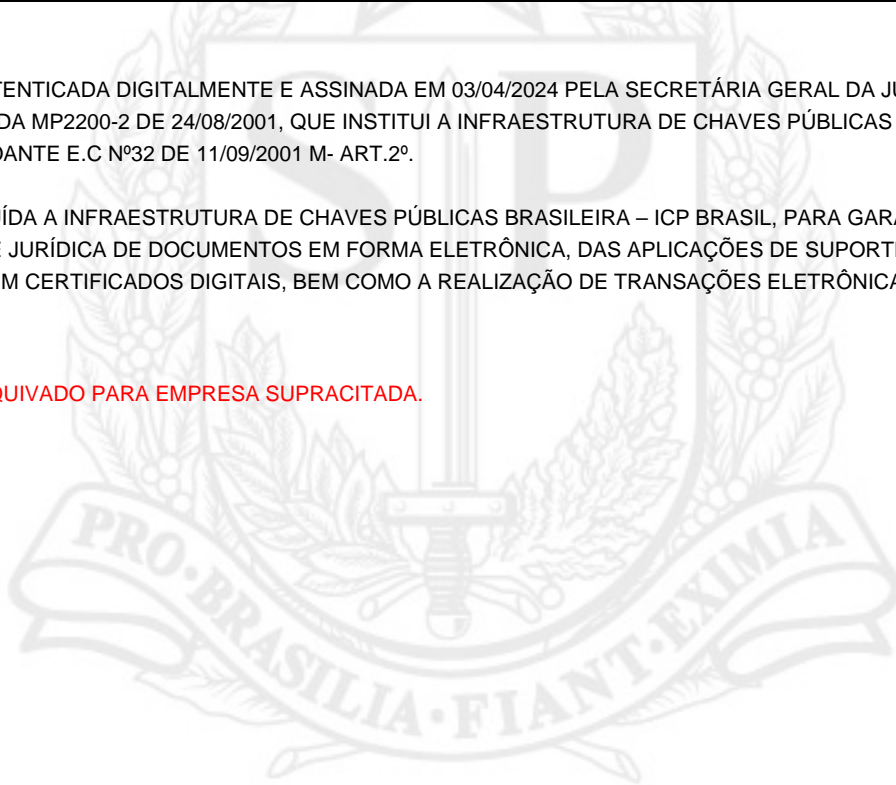 TENTICADA DIGITALMENTE E ASSINADA EM 03/04/2024 PELA SECRETÁRIA GERAL DA JU
DA MP2200-2 DE 24/08/2001, QUE INSTITUI A INFRAESTRUTURA DE CHAVES PÚBLICAS
DANTE E.C Nº32 DE 11/09/2001 M- ART.2º.
ÍDA A INFRAESTRUTURA DE CHAVES PÚBLICAS BRASILEIRA – ICP BRASIL, PARA GARA
E JURÍDICA DE DOCUMENTOS EM FORMA ELETRÔNICA, DAS APLICAÇÕES DE SUPORTE
M CERTIFICADOS DIGITAIS, BEM COMO A REALIZAÇÃO DE TRANSAÇÕES ELETRÔNICA
QUIVADO PARA EMPRESA SUPRACITADA.
SP
PRO·BRASILIA·FIANT·EXIMIA